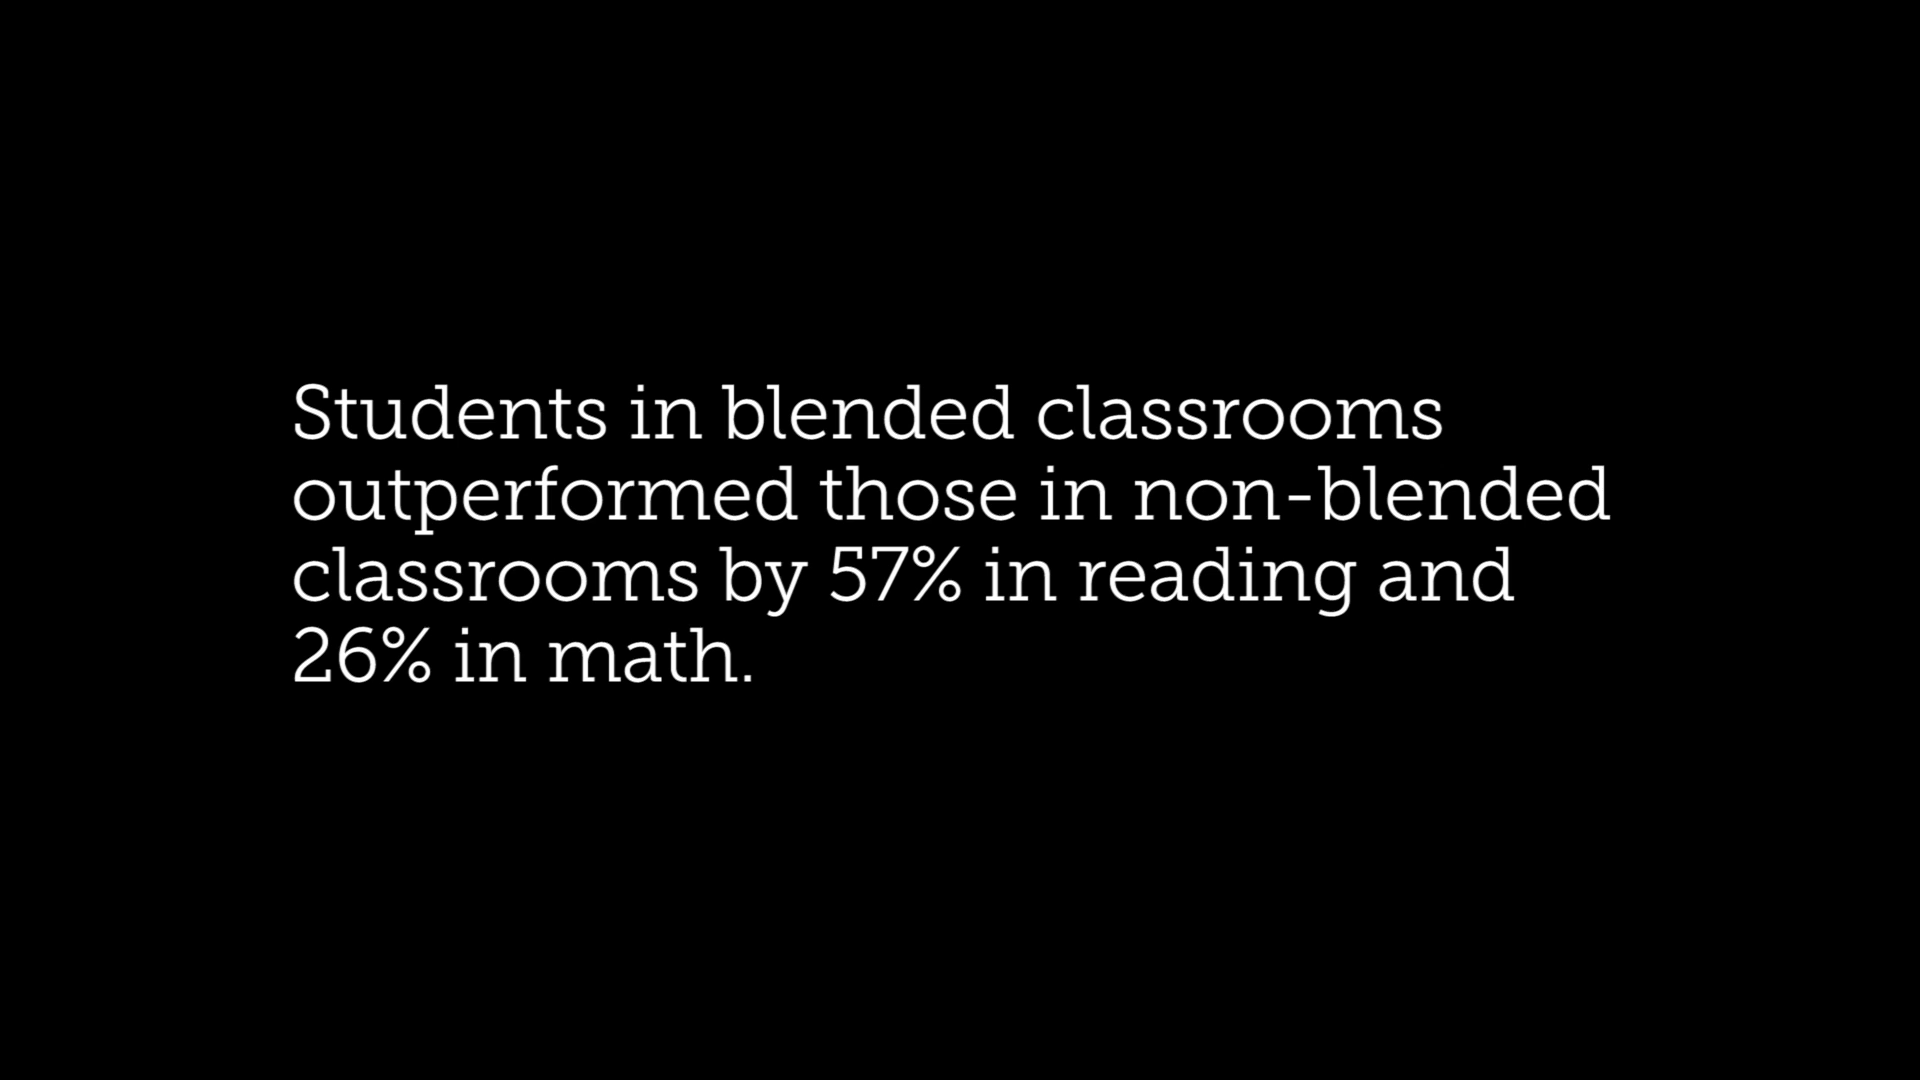 Students in blended classrooms
outperformed those in non-blended
classrooms by 57% in reading and
26% in math.